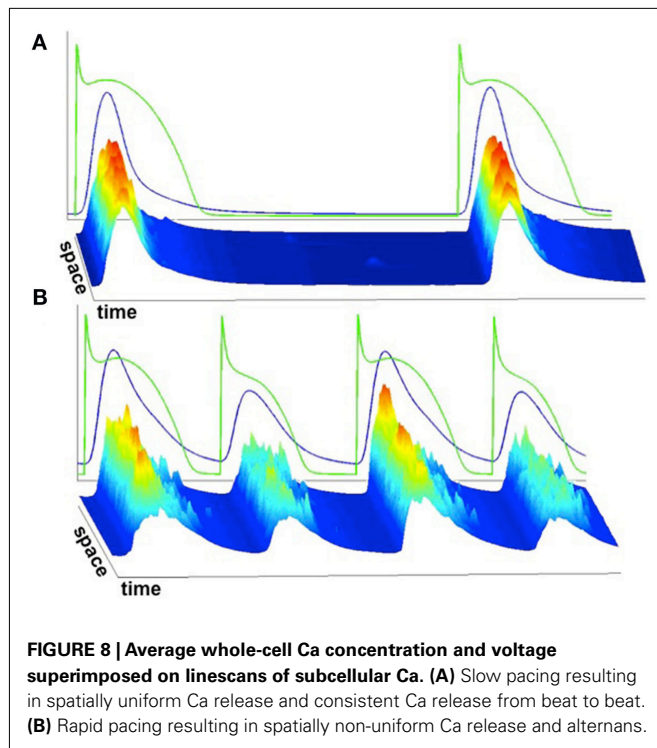 A
space
time
B
space
time
FIGURE 8 | Average whole-cell Ca concentration and voltage
superimposed on linescans of subcellular Ca. (A) Slow pacing resulting
in spatially uniform Ca release and consistent Ca release from beat to beat.
(B) Rapid pacing resulting in spatially non-uniform Ca release and alternans.